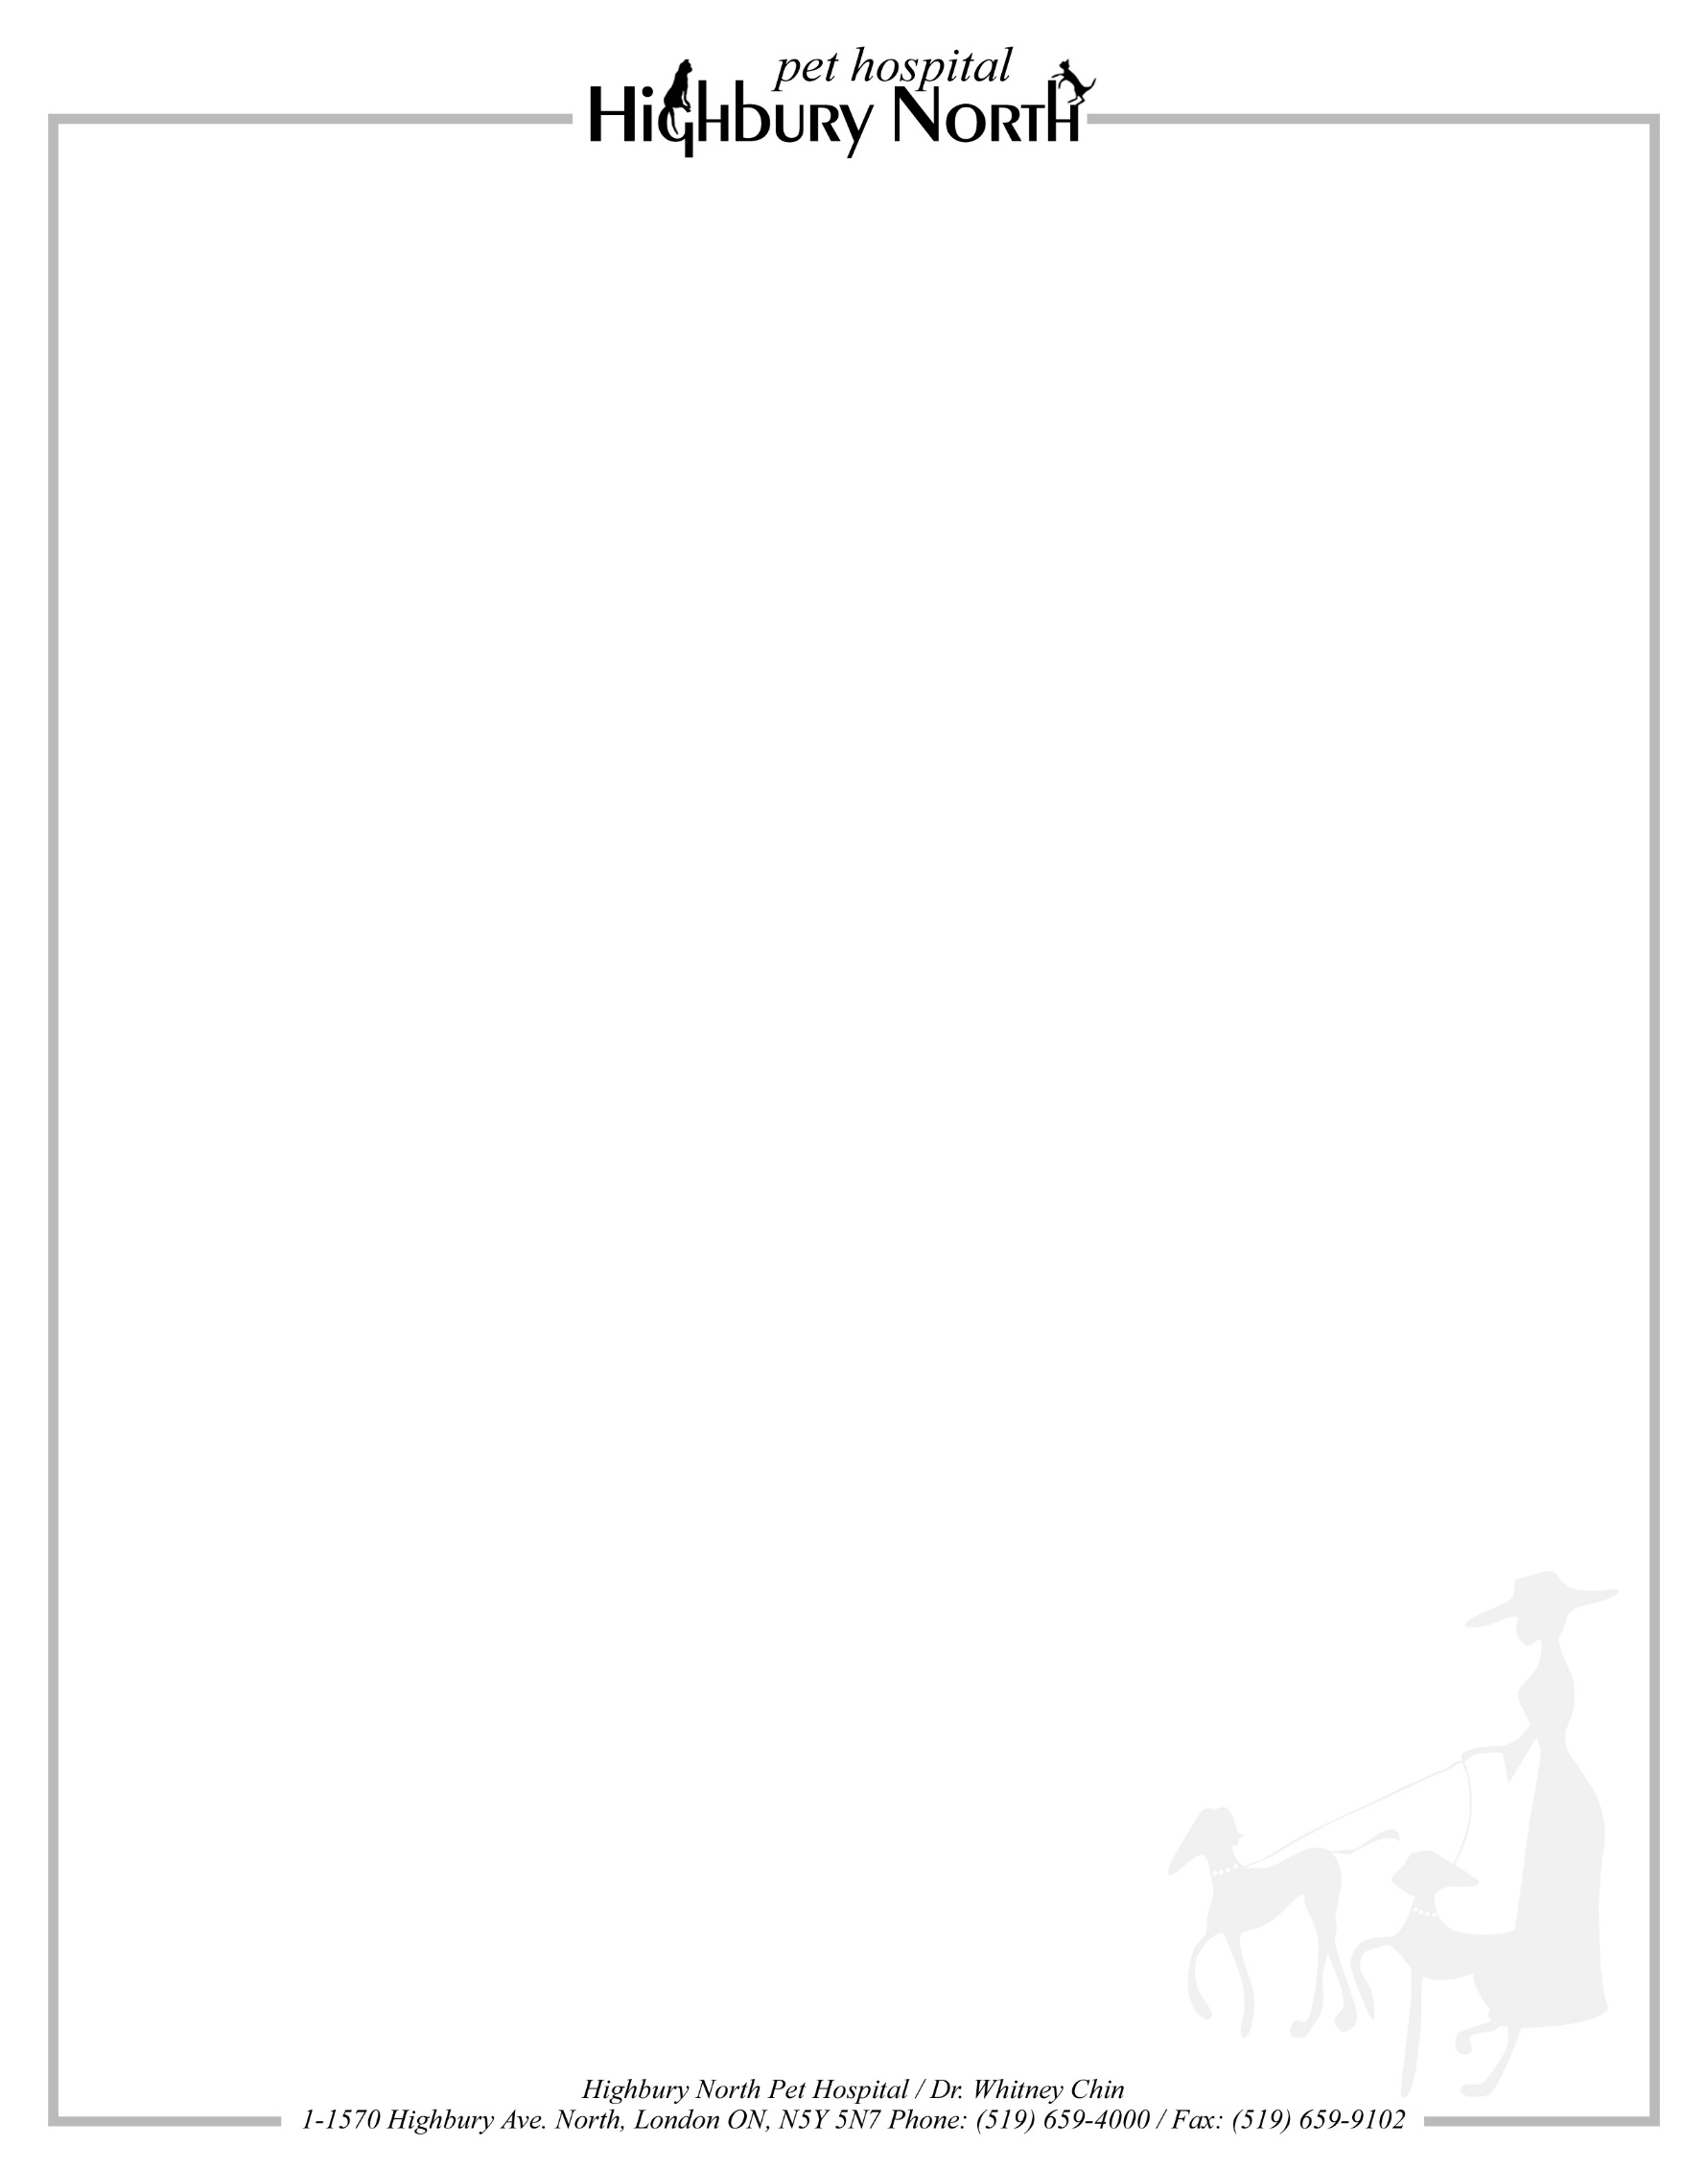 pet hospital
Highbury North
Highbury North Pet Hospital / Dr. Whitney Chin
1-1570 Highbury Ave. North, London ON, N5Y 5N7 Phone: (519) 659-4000 / Fax: (519) 659-9102